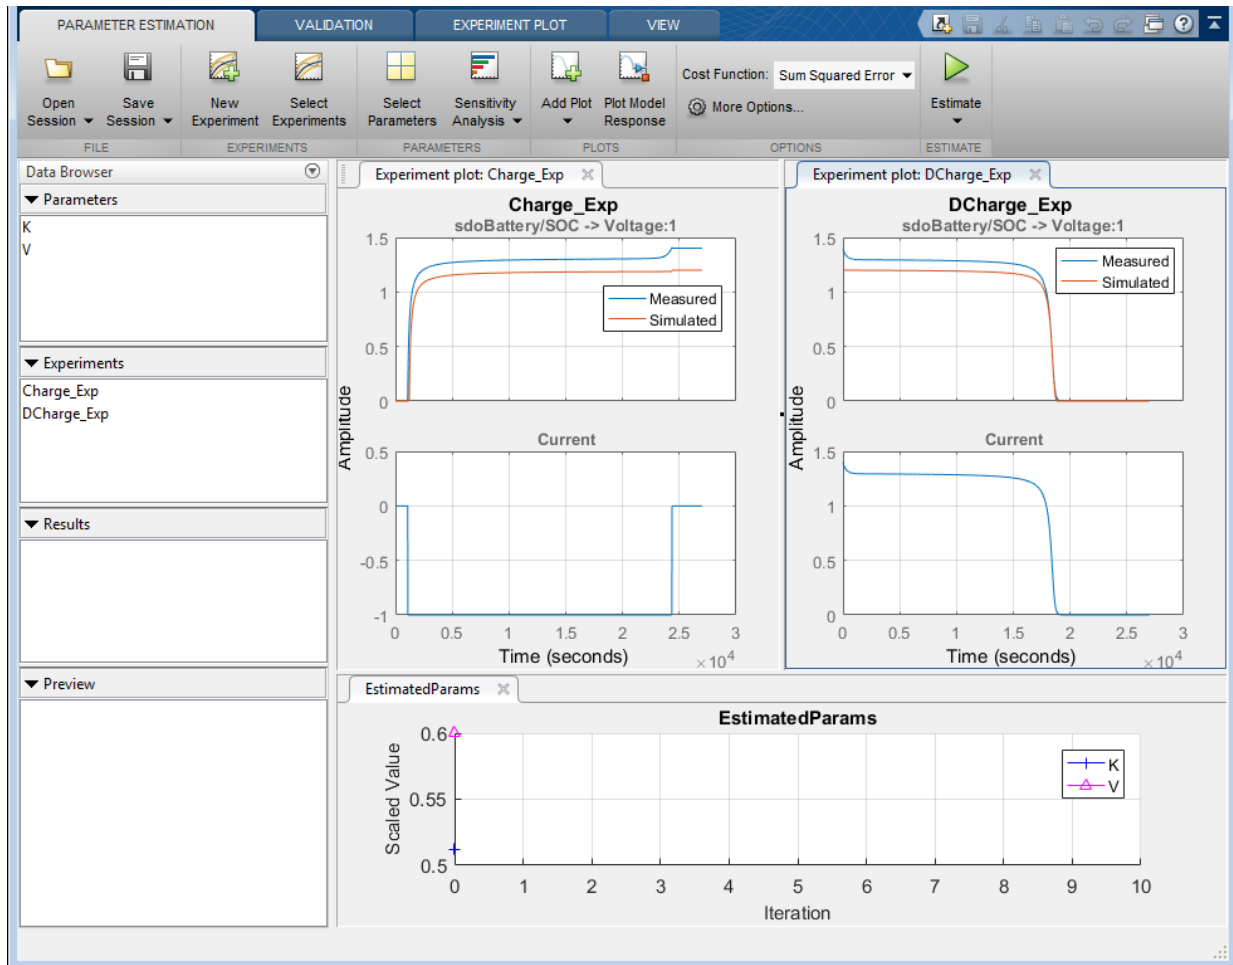 PARAMETER ESTIMATION
VALIDATION
EXPERIMENT PLOT
VIEW
?
Open Session
Save Session
New Experiment
Select Experiments
Select Parameters
Sensitivity Analysis
Add Plot
Plot Model Response
Cost Function: Sum Squared Error
More Options...
Estimate
FILE
EXPERIMENTS
PARAMETERS
PLOTS
OPTIONS
ESTIMATE
Data Browser
Parameters
K
V
Experiments
Charge_Exp
DCharge_Exp
Results
Preview
Experiment plot: Charge_Exp
Charge_Exp
sdoBattery/SOC -> Voltage:1
1.5
1
0.5
0
Measured
Simulated
Amplitude
Current
0.5
0
-0.5
-1
0 0.5 1 1.5 2 2.5 3
Time (seconds)
×10^4
Experiment plot: DCharge_Exp
DCharge_Exp
sdoBattery/SOC -> Voltage:1
1.5
1
0.5
0
Measured
Simulated
Amplitude
Current
1.5
1
0.5
0
0 0.5 1 1.5 2 2.5 3
Time (seconds)
×10^4
EstimatedParams
EstimatedParams
0.6
0.55
0.5
Scaled Value
K
V
0 1 2 3 4 5 6 7 8 9 10
Iteration